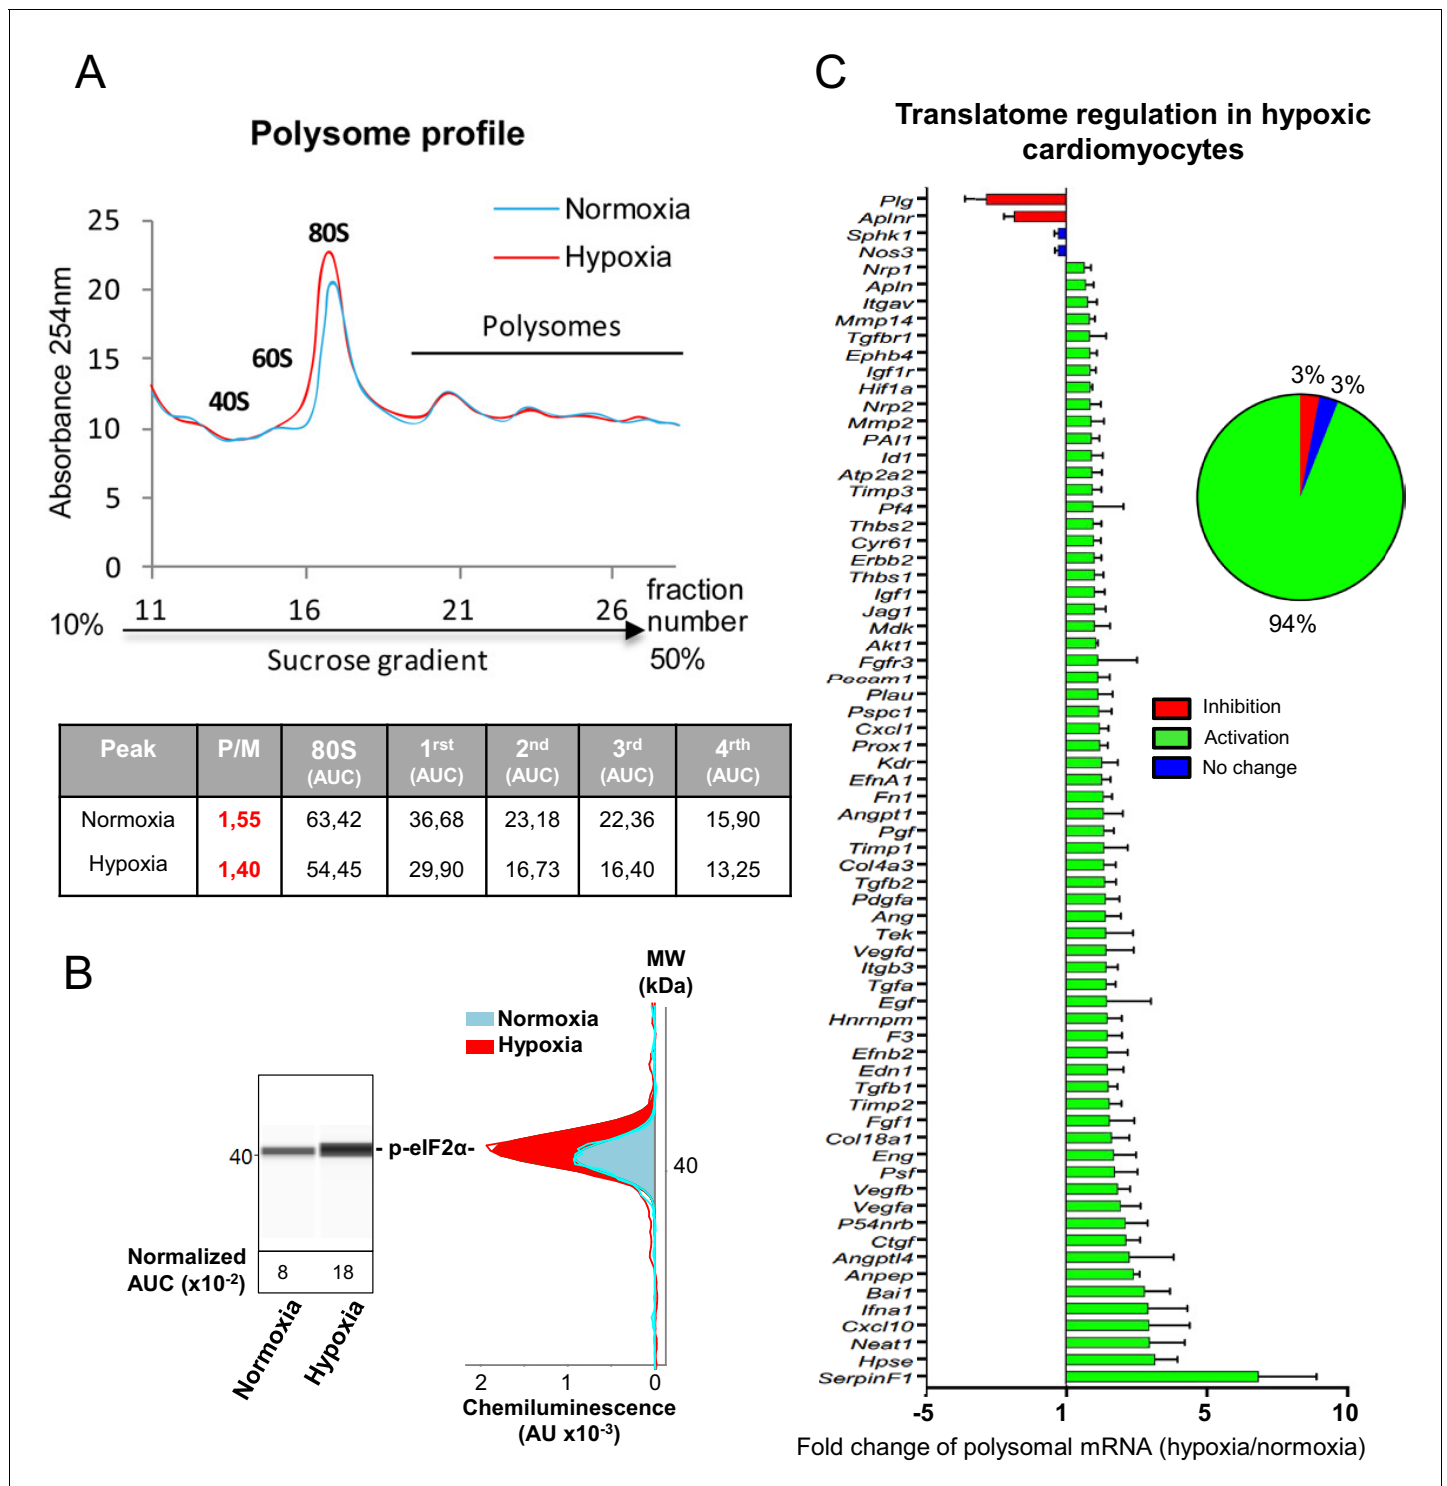 A
Polysome profile
Normoxia
Hypoxia
80S
60S
40S
Polysomes
Absorbance 254nm
25
20
15
10
5
0
11 16 21 26
fraction
number
10%
Sucrose gradient
50%
Peak P/M 80S (AUC) 1rst (AUC) 2nd (AUC) 3rd (AUC) 4rth (AUC)
Normoxia 1,55 63,42 36,68 23,18 22,36 15,90
Hypoxia 1,40 54,45 29,90 16,73 16,40 13,25
B
MW
(kDa)
Normoxia
Hypoxia
40
- p-eIF2α-
40
Normalized
AUC (x10-2)
8 18
Normoxia
Hypoxia
2 1 0
Chemiluminescence
(AU x10-3)
C
Translatome regulation in hypoxic
cardiomyocytes
Plg
Aplnr
Sphk1
Nos3
Nrp1
Apln
Itgav
Mmp14
Tgfbr1
Ephb4
Igf1r
Hif1a
Nrp2
Mmp2
PAI1
Id1
Atp2a2
Timp3
Pf4
Thbs2
Cyr61
Erbb2
Thbs1
Igf1
Jag1
Mdk
Akt1
Fgfr3
Pecam1
Plau
Pspc1
Cxcl1
Prox1
Kdr
EfnA1
Fn1
Angpt1
Pgf
Timp1
Col4a3
Tgfb2
Pdgfa
Ang
Tek
Vegfd
Itgb3
Tgfa
Egf
Hnrnpm
F3
Efnb2
Edn1
Tgfb1
Timp2
Fgf1
Col18a1
Eng
Psf
Vegfb
Vegfa
P54nrb
Ctgf
Angptl4
Anpep
Bai1
Ifna1
Cxcl10
Neat1
Hpse
SerpinF1
-5 1 5 10
Fold change of polysomal mRNA (hypoxia/normoxia)
3% 3%
94%
Inhibition
Activation
No change